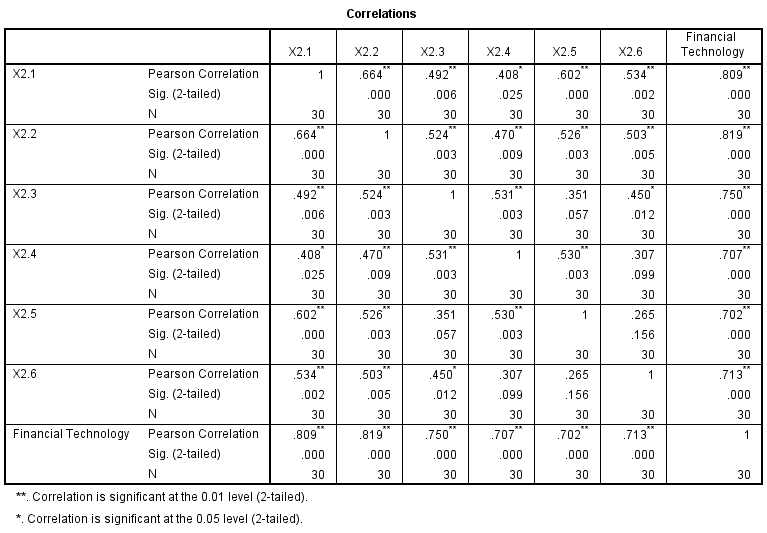 Correlations
X2.1 X2.2 X2.3 X2.4 X2.5 X2.6 Financial Technology
X2.1 Pearson Correlation 1 .664** .492** .408* .602** .534** .809**
Sig. (2-tailed) .000 .006 .025 .000 .002 .000
N 30 30 30 30 30 30 30
X2.2 Pearson Correlation .664** 1 .524** .470** .526** .503** .819**
Sig. (2-tailed) .000 .003 .009 .003 .005 .000
N 30 30 30 30 30 30 30
X2.3 Pearson Correlation .492** .524** 1 .531** .351 .450* .750**
Sig. (2-tailed) .006 .003 .003 .057 .012 .000
N 30 30 30 30 30 30 30
X2.4 Pearson Correlation .408* .470** .531** 1 .530** .307 .707**
Sig. (2-tailed) .025 .009 .003 .003 .099 .000
N 30 30 30 30 30 30 30
X2.5 Pearson Correlation .602** .526** .351 .530** 1 .265 .702**
Sig. (2-tailed) .000 .003 .057 .003 .156 .000
N 30 30 30 30 30 30 30
X2.6 Pearson Correlation .534** .503** .450* .307 .265 1 .713**
Sig. (2-tailed) .002 .005 .012 .099 .156 .000
N 30 30 30 30 30 30 30
Financial Technology Pearson Correlation .809** .819** .750** .707** .702** .713** 1
Sig. (2-tailed) .000 .000 .000 .000 .000 .000
N 30 30 30 30 30 30 30
**. Correlation is significant at the 0.01 level (2-tailed).
*. Correlation is significant at the 0.05 level (2-tailed).